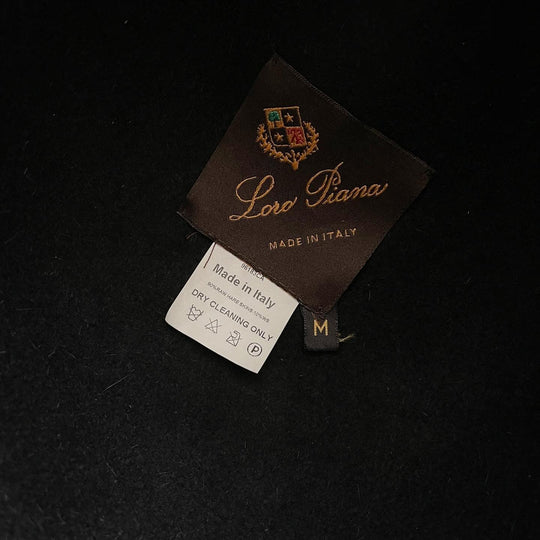 Loro Piana
MADE IN ITALY
Made in Italy
DRY CLEANING ONLY
P
M